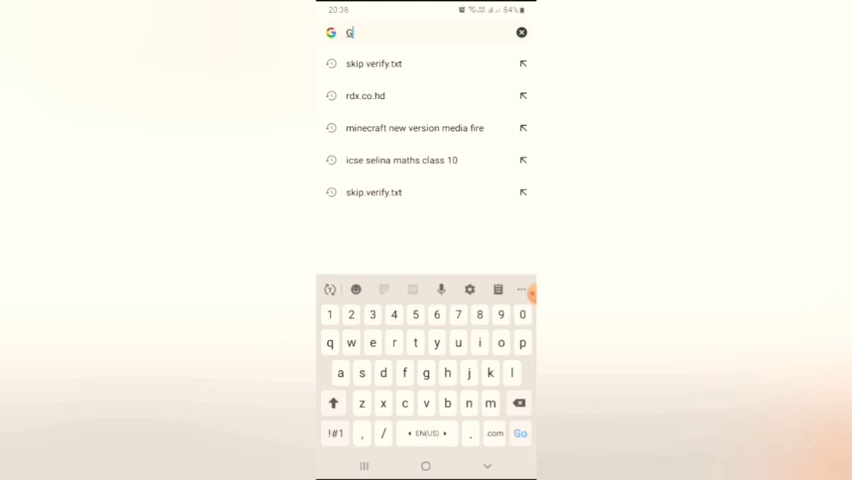 20:38
84%
G
skip verify.txt
rdx.co.hd
minecraft new version media fire
icse selina maths class 10
skip.verify.txt
1 2 3 4 5 6 7 8 9 0
q w e r t y u i o p
a s d f g h j k l
z x c v b n m
!#1 , / EN(US) . .com Go